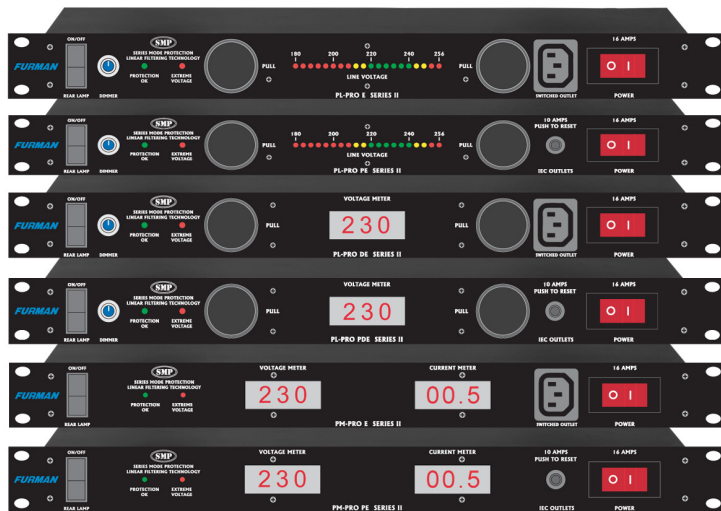 ON/OFF
SMP
16 AMPS
SERIES MODE PROTECTION
LINEAR FILTERING TECHNOLOGY
180 200 220 240 256
FURMAN
PULL
PULL
O I
PROTECTION OK
EXTREME VOLTAGE
LINE VOLTAGE
REAR LAMP
DIMMER
PL-PRO E SERIES II
SWITCHED OUTLET
POWER
ON/OFF
SMP
10 AMPS
PUSH TO RESET
16 AMPS
SERIES MODE PROTECTION
LINEAR FILTERING TECHNOLOGY
180 200 220 240 256
FURMAN
PULL
PULL
O I
PROTECTION OK
EXTREME VOLTAGE
LINE VOLTAGE
REAR LAMP
DIMMER
PL-PRO PE SERIES II
IEC OUTLETS
POWER
ON/OFF
SMP
VOLTAGE METER
16 AMPS
SERIES MODE PROTECTION
LINEAR FILTERING TECHNOLOGY
FURMAN
PULL
230
PULL
O I
PROTECTION OK
EXTREME VOLTAGE
REAR LAMP
DIMMER
PL-PRO DE SERIES II
SWITCHED OUTLET
POWER
ON/OFF
SMP
VOLTAGE METER
10 AMPS
PUSH TO RESET
16 AMPS
SERIES MODE PROTECTION
LINEAR FILTERING TECHNOLOGY
FURMAN
PULL
230
PULL
O I
PROTECTION OK
EXTREME VOLTAGE
REAR LAMP
DIMMER
PL-PRO PDE SERIES II
IEC OUTLETS
POWER
ON/OFF
SMP
VOLTAGE METER
CURRENT METER
16 AMPS
SERIES MODE PROTECTION
LINEAR FILTERING TECHNOLOGY
FURMAN
230
00.5
O I
PROTECTION OK
EXTREME VOLTAGE
REAR LAMP
PM-PRO E SERIES II
SWITCHED OUTLET
POWER
ON/OFF
SMP
VOLTAGE METER
CURRENT METER
10 AMPS
PUSH TO RESET
16 AMPS
SERIES MODE PROTECTION
LINEAR FILTERING TECHNOLOGY
FURMAN
230
00.5
O I
PROTECTION OK
EXTREME VOLTAGE
REAR LAMP
PM-PRO PE SERIES II
IEC OUTLETS
POWER